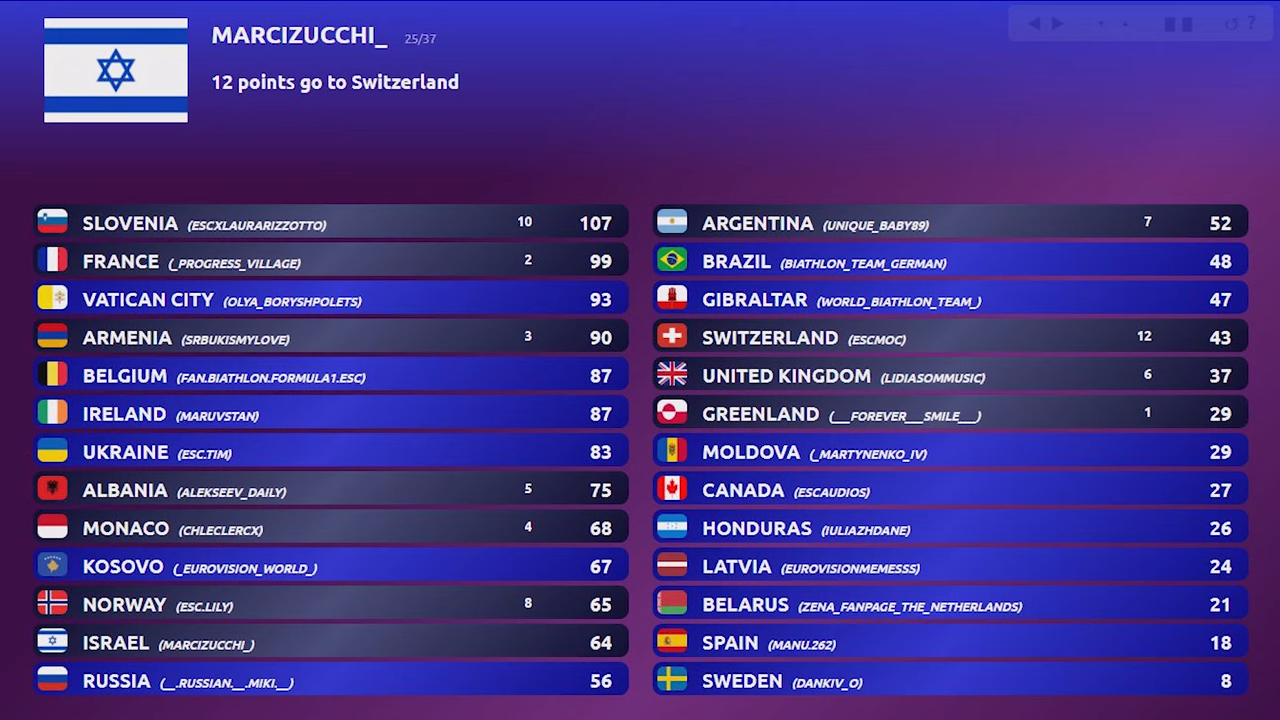 MARCIZUCCHI_ 25/37
12 points go to Switzerland
?
SLOVENIA (ESCXLAURARIZZOTTO) 10 107
FRANCE (_PROGRESS_VILLAGE) 2 99
VATICAN CITY (OLYA_BORYSHPOLETS) 93
ARMENIA (SRBUKISMYLOVE) 3 90
BELGIUM (FAN.BIATHLON.FORMULA1.ESC) 87
IRELAND (MARUVSTAN) 87
UKRAINE (ESC.TIM) 83
ALBANIA (ALEKSEEV_DAILY) 5 75
MONACO (CHLECLERCX) 4 68
KOSOVO (_EUROVISION_WORLD_) 67
NORWAY (ESC.LILY) 8 65
ISRAEL (MARCIZUCCHI_) 64
RUSSIA (__.RUSSIAN.__.MIKI.__) 56
ARGENTINA (UNIQUE_BABY89) 7 52
BRAZIL (BIATHLON_TEAM_GERMAN) 48
GIBRALTAR (WORLD_BIATHLON_TEAM_) 47
SWITZERLAND (ESCMOC) 12 43
UNITED KINGDOM (LIDIASOMMUSIC) 6 37
GREENLAND (__FOREVER__SMILE__) 1 29
MOLDOVA (_MARTYNENKO_IV) 29
CANADA (ESCAUDIOS) 27
HONDURAS (IULIAZHDANE) 26
LATVIA (EUROVISIONMEMESSS) 24
BELARUS (ZENA_FANPAGE_THE_NETHERLANDS) 21
SPAIN (MANU.262) 18
SWEDEN (DANKIV_O) 8